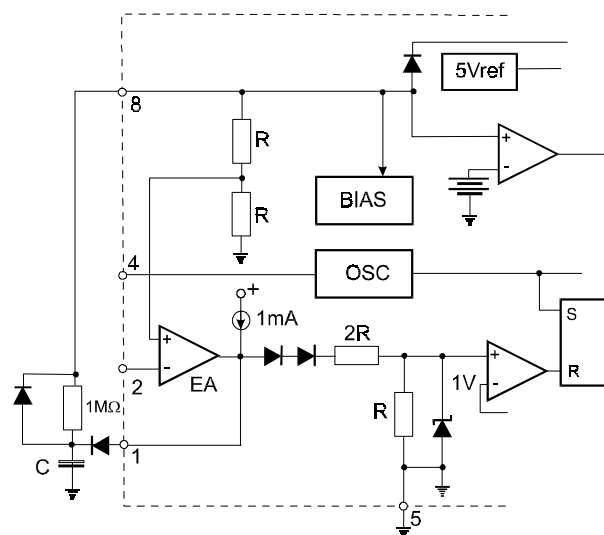 5Vref
8
R
+
-
R
BIAS
4
OSC
+
S
1mA
2R
+
+
-
2
EA
1V
-
R
1MΩ
R
C
1
5